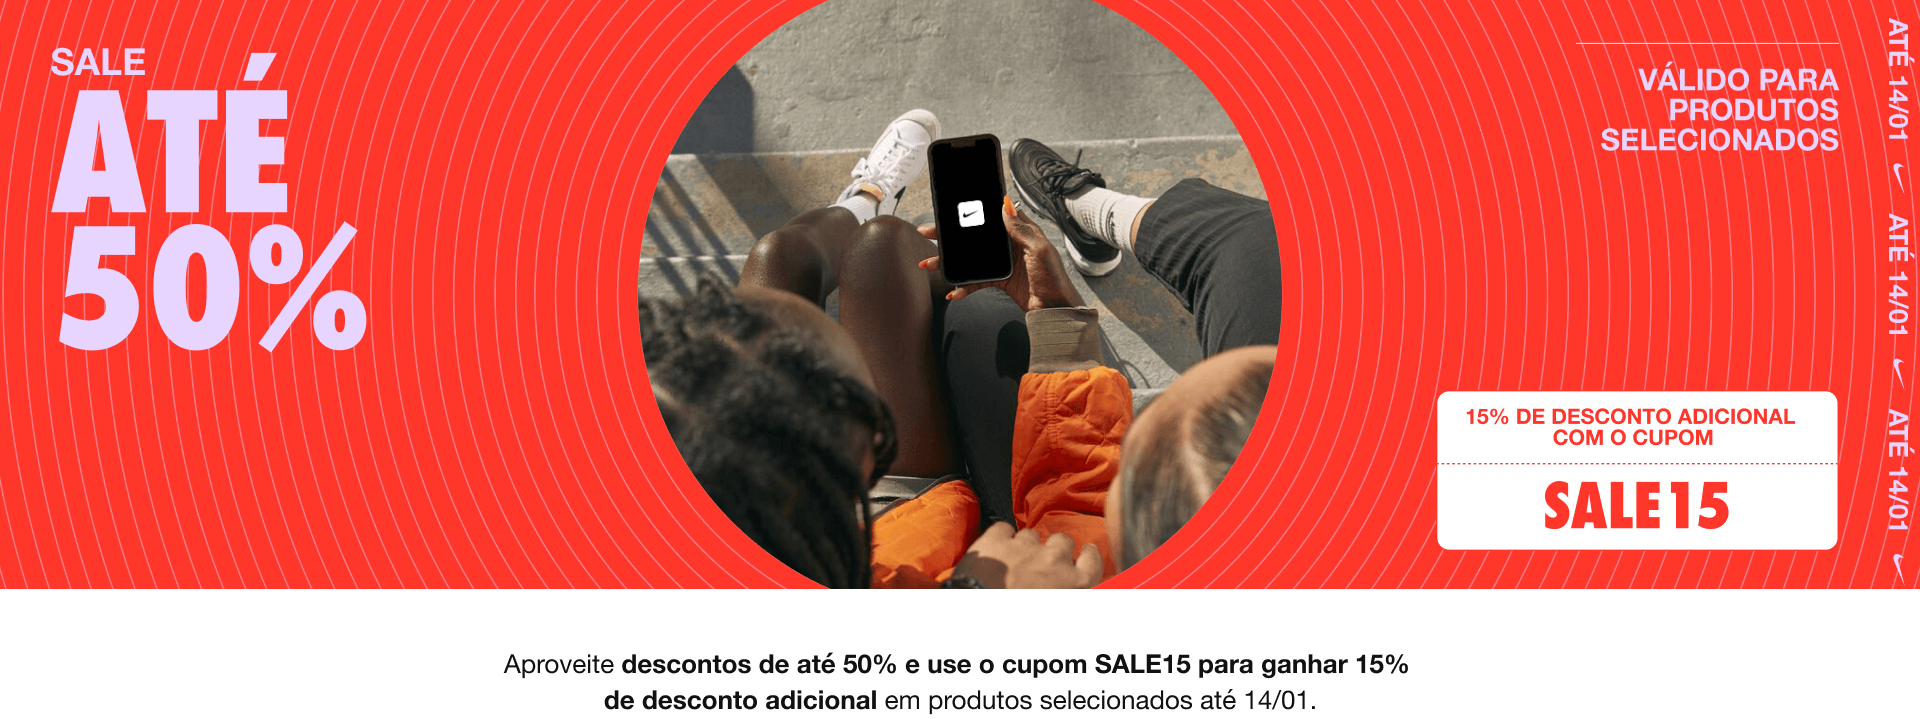 SALE
ATÉ
50%
VÁLIDO PARA
PRODUTOS
SELECIONADOS
ATÉ 14/01
ATÉ 14/01
ATÉ 14/01
15% DE DESCONTO ADICIONAL
COM O CUPOM
SALE15
Aproveite descontos de até 50% e use o cupom SALE15 para ganhar 15%
de desconto adicional em produtos selecionados até 14/01.